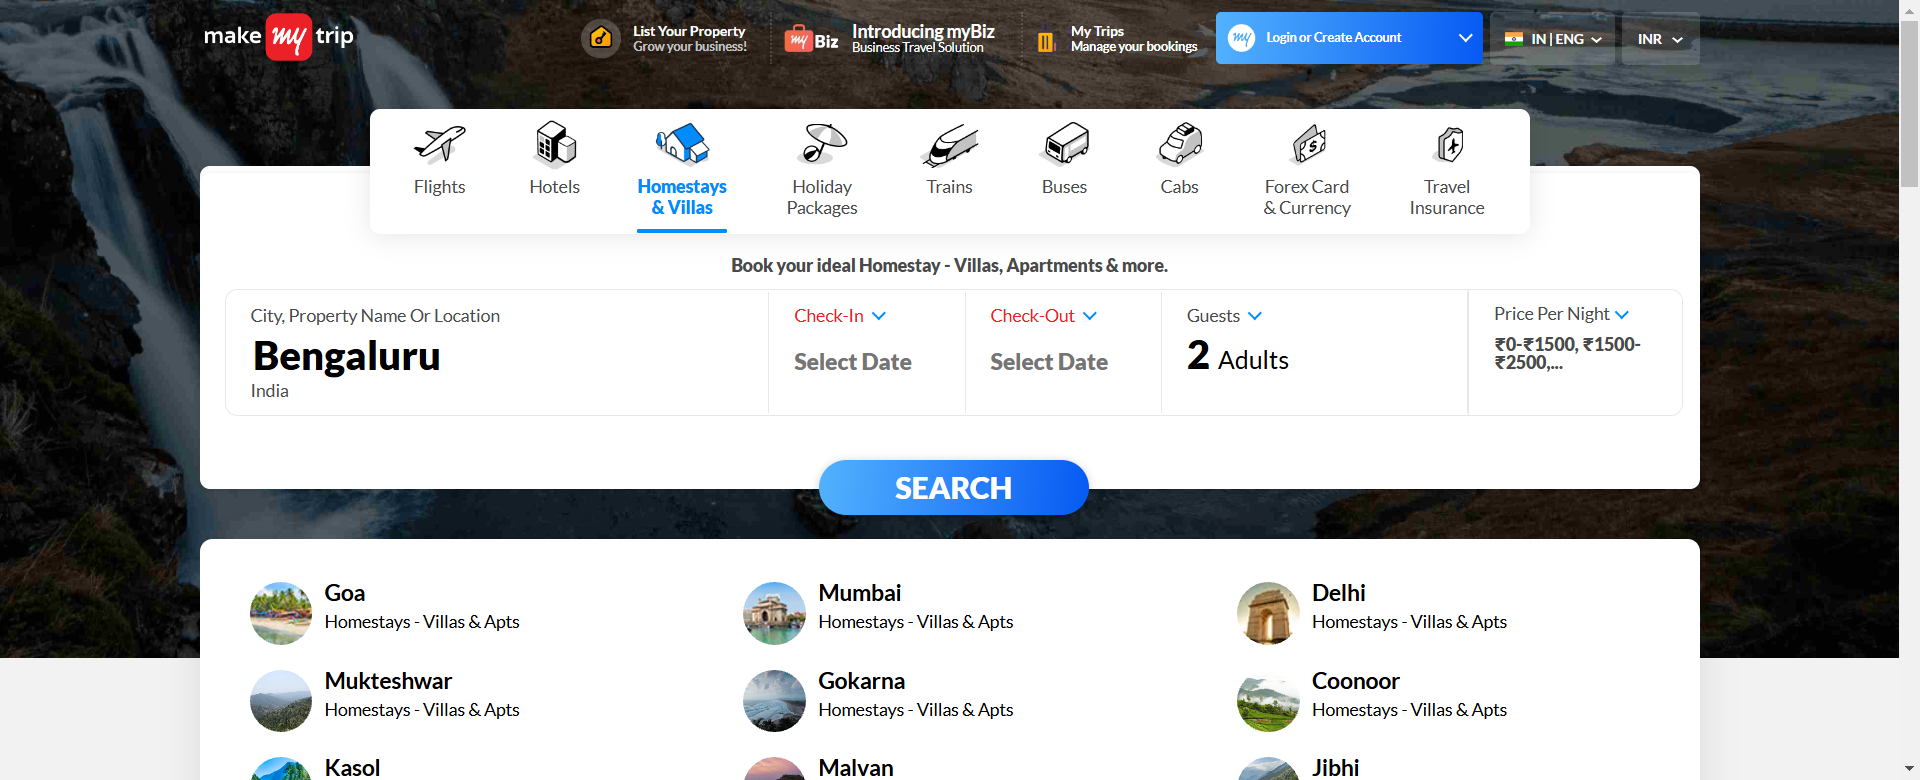 make my trip
List Your Property
Grow your business!
my Biz
Introducing myBiz
Business Travel Solution
My Trips
Manage your bookings
my
Login or Create Account
IN | ENG
INR
Flights
Hotels
Homestays
& Villas
Holiday
Packages
Trains
Buses
Cabs
Forex Card
& Currency
Travel
Insurance
Book your ideal Homestay - Villas, Apartments & more.
City, Property Name Or Location
Bengaluru
India
Check-In
Select Date
Check-Out
Select Date
Guests
2 Adults
Price Per Night
₹0-₹1500, ₹1500-
₹2500,...
SEARCH
Goa
Homestays - Villas & Apts
Mumbai
Homestays - Villas & Apts
Delhi
Homestays - Villas & Apts
Mukteshwar
Homestays - Villas & Apts
Gokarna
Homestays - Villas & Apts
Coonoor
Homestays - Villas & Apts
Kasol
Malvan
Jibhi